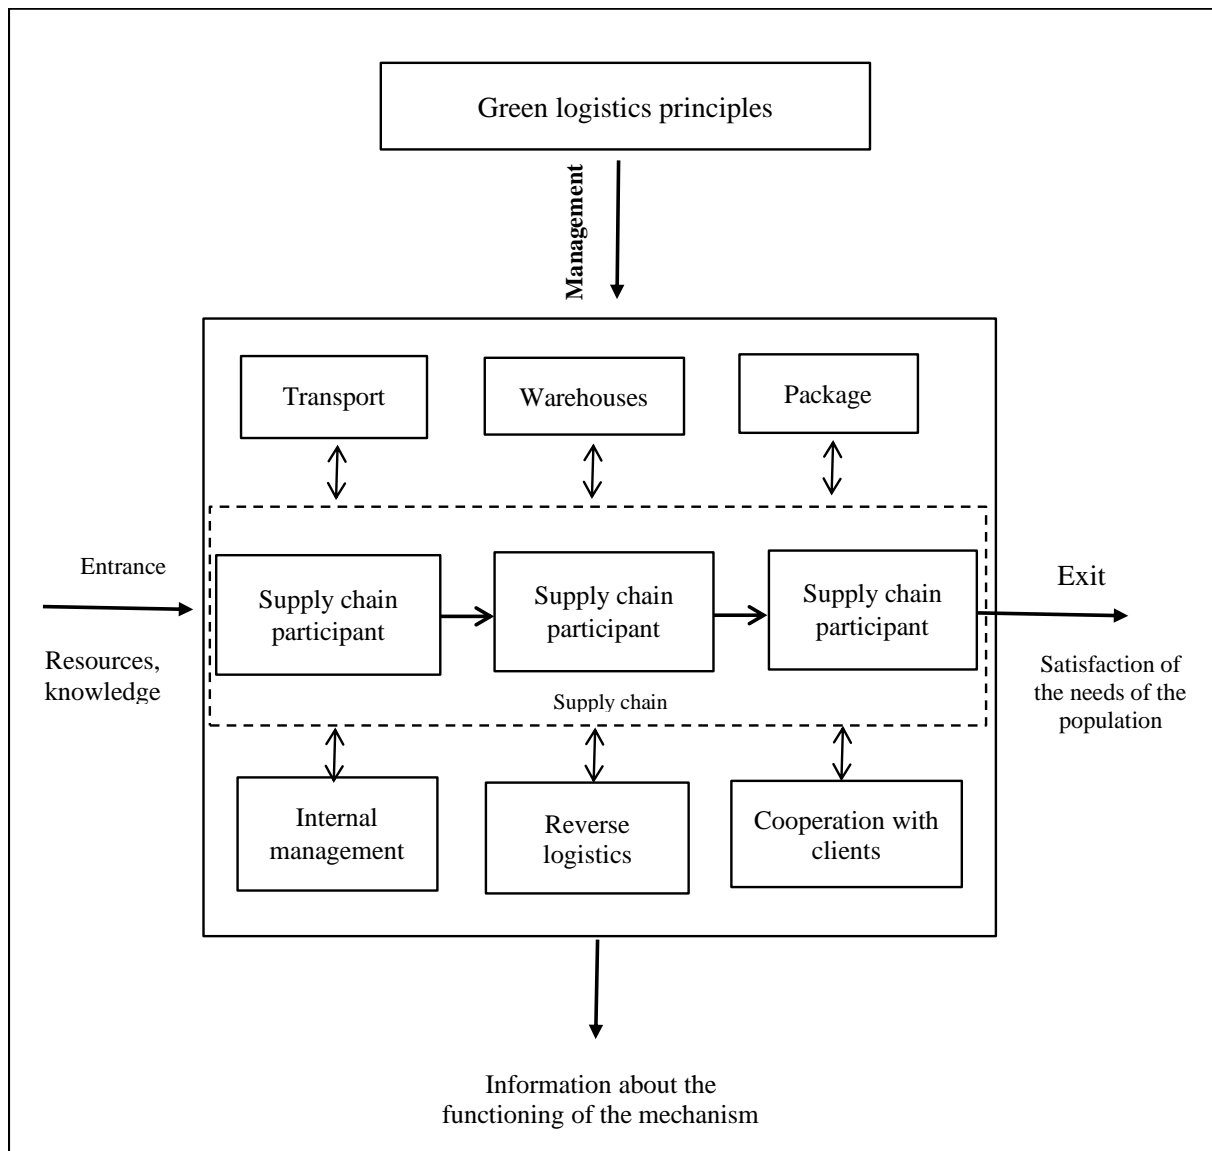 Green logistics principles
Management
Transport
Warehouses
Package
Entrance
Resources,
knowledge
Supply chain
participant
Supply chain
participant
Supply chain
participant
Supply chain
Exit
Satisfaction of
the needs of the
population
Internal
management
Reverse
logistics
Cooperation with
clients
Information about the
functioning of the mechanism